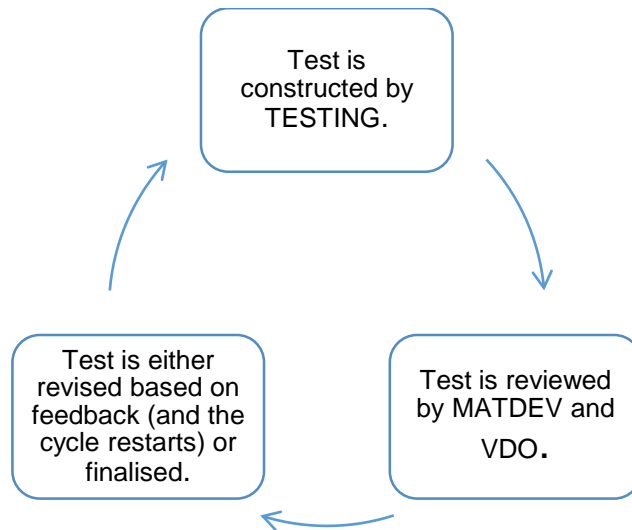 Test is
constructed by
TESTING.
Test is reviewed
by MATDEV and
VDO.
Test is either
revised based on
feedback (and the
cycle restarts) or
finalised.